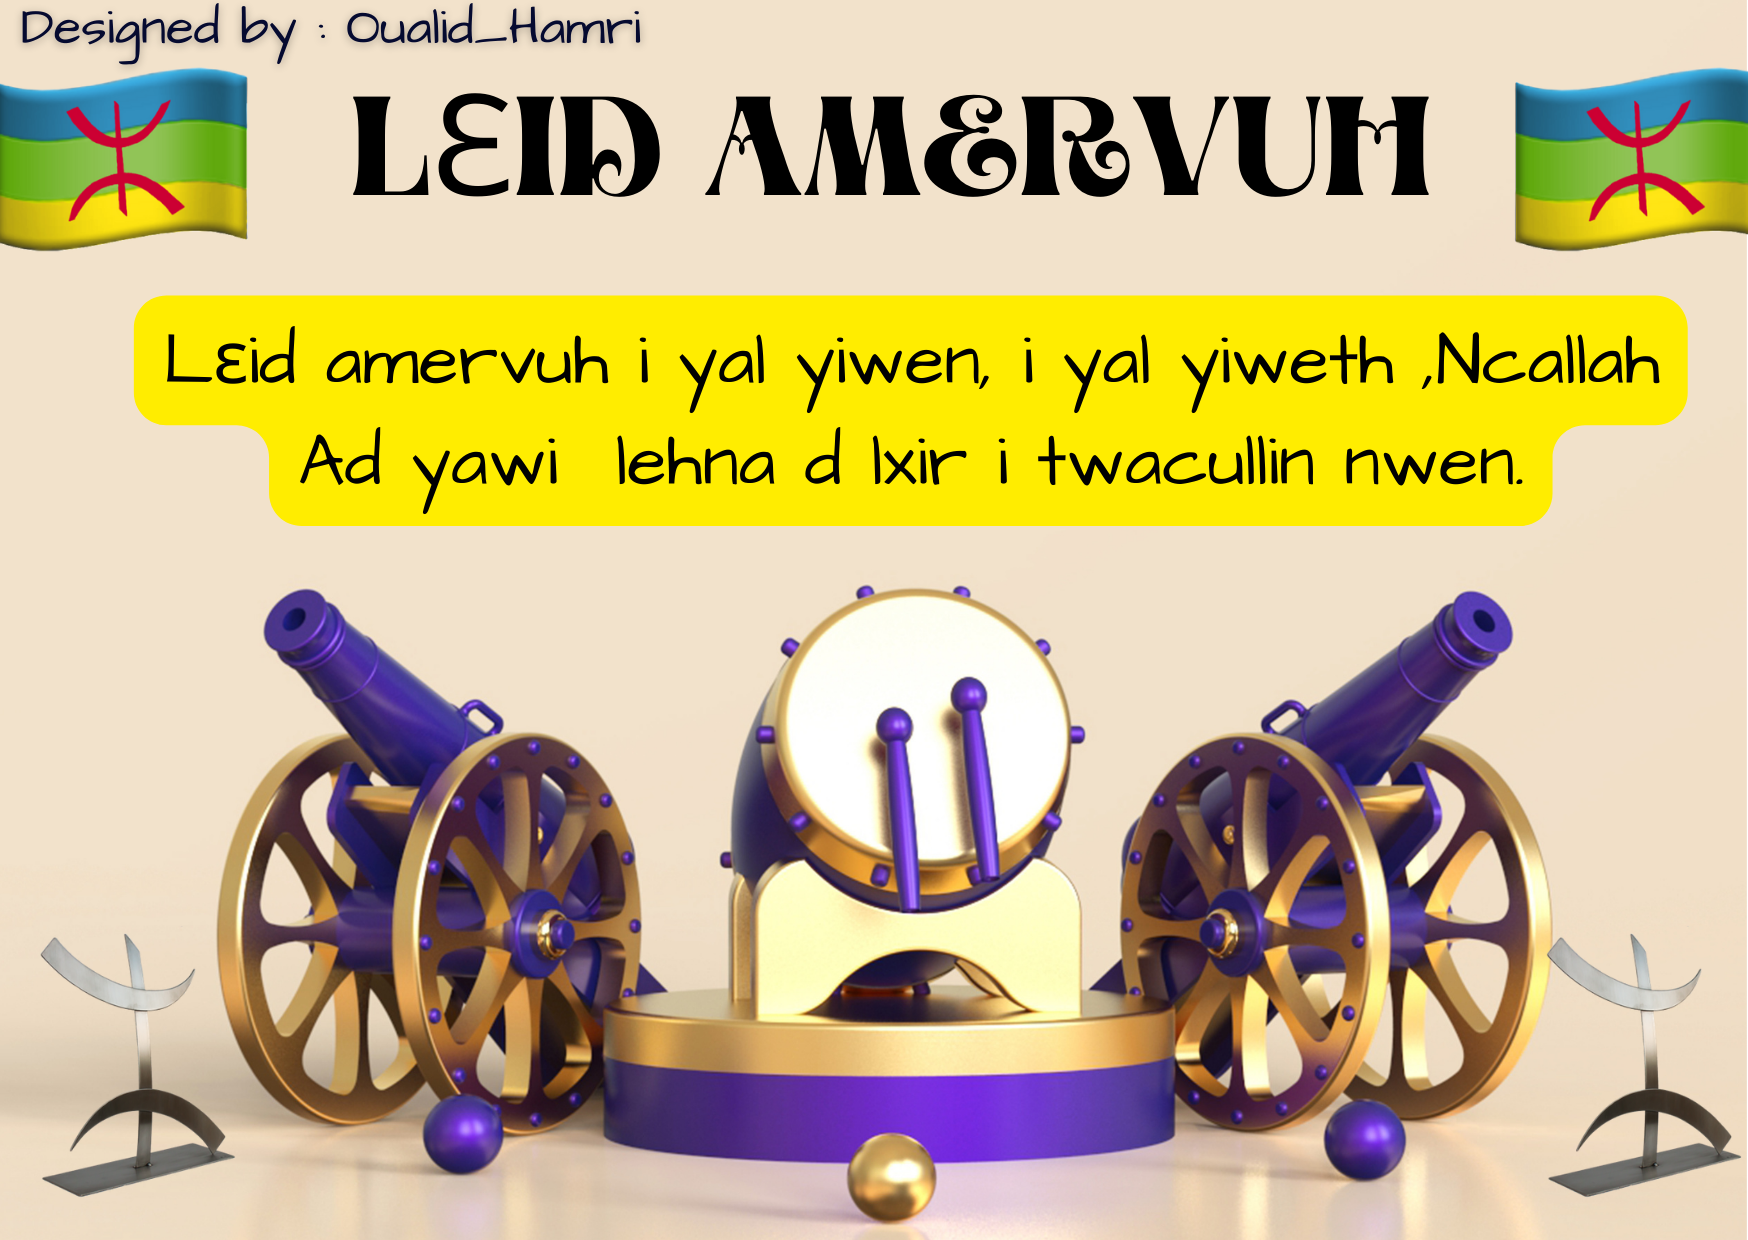 Designed by : Oualid_Hamri
LƐID AMERVUH
Lɛid amervuh i yal yiwen, i yal yiweth ,Ncallah
Ad yawi lehna d lxir i twacullin nwen.